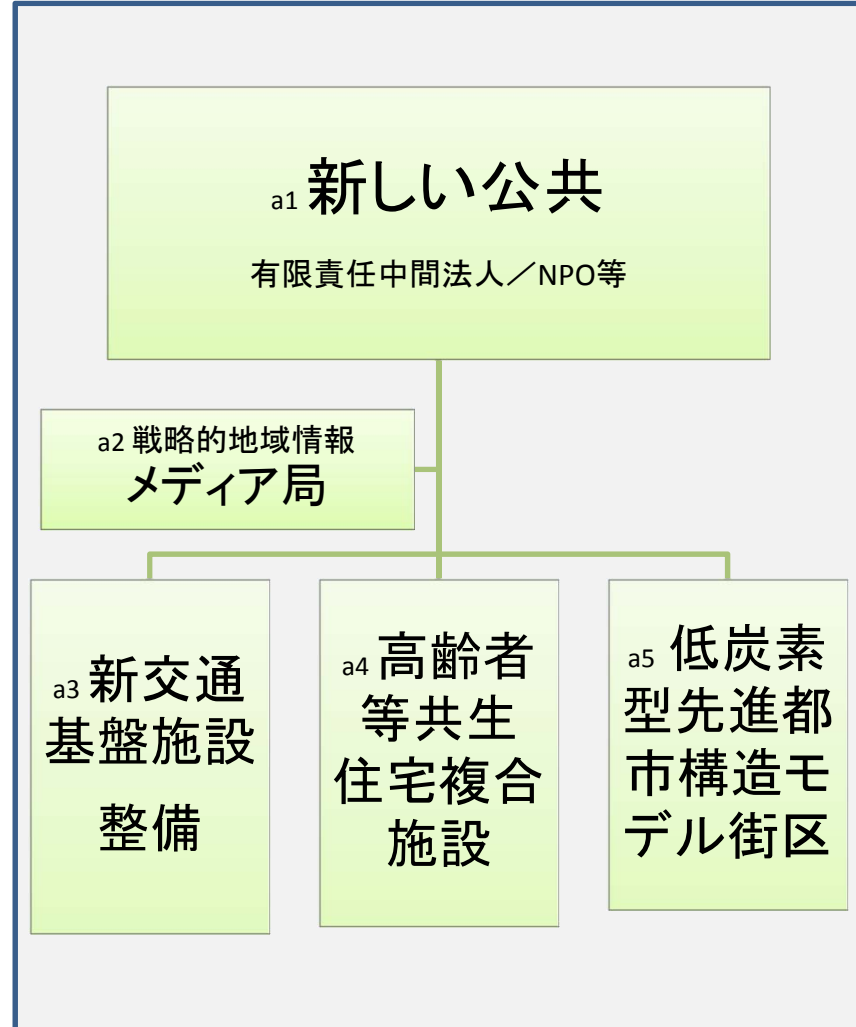 a1 新しい公共
有限責任中間法人／NPO等
a2 戦略的地域情報
メディア局
a3 新交通
基盤施設
整備
a4 高齢者
等共生
住宅複合
施設
a5 低炭素
型先進都
市構造モ
デル街区